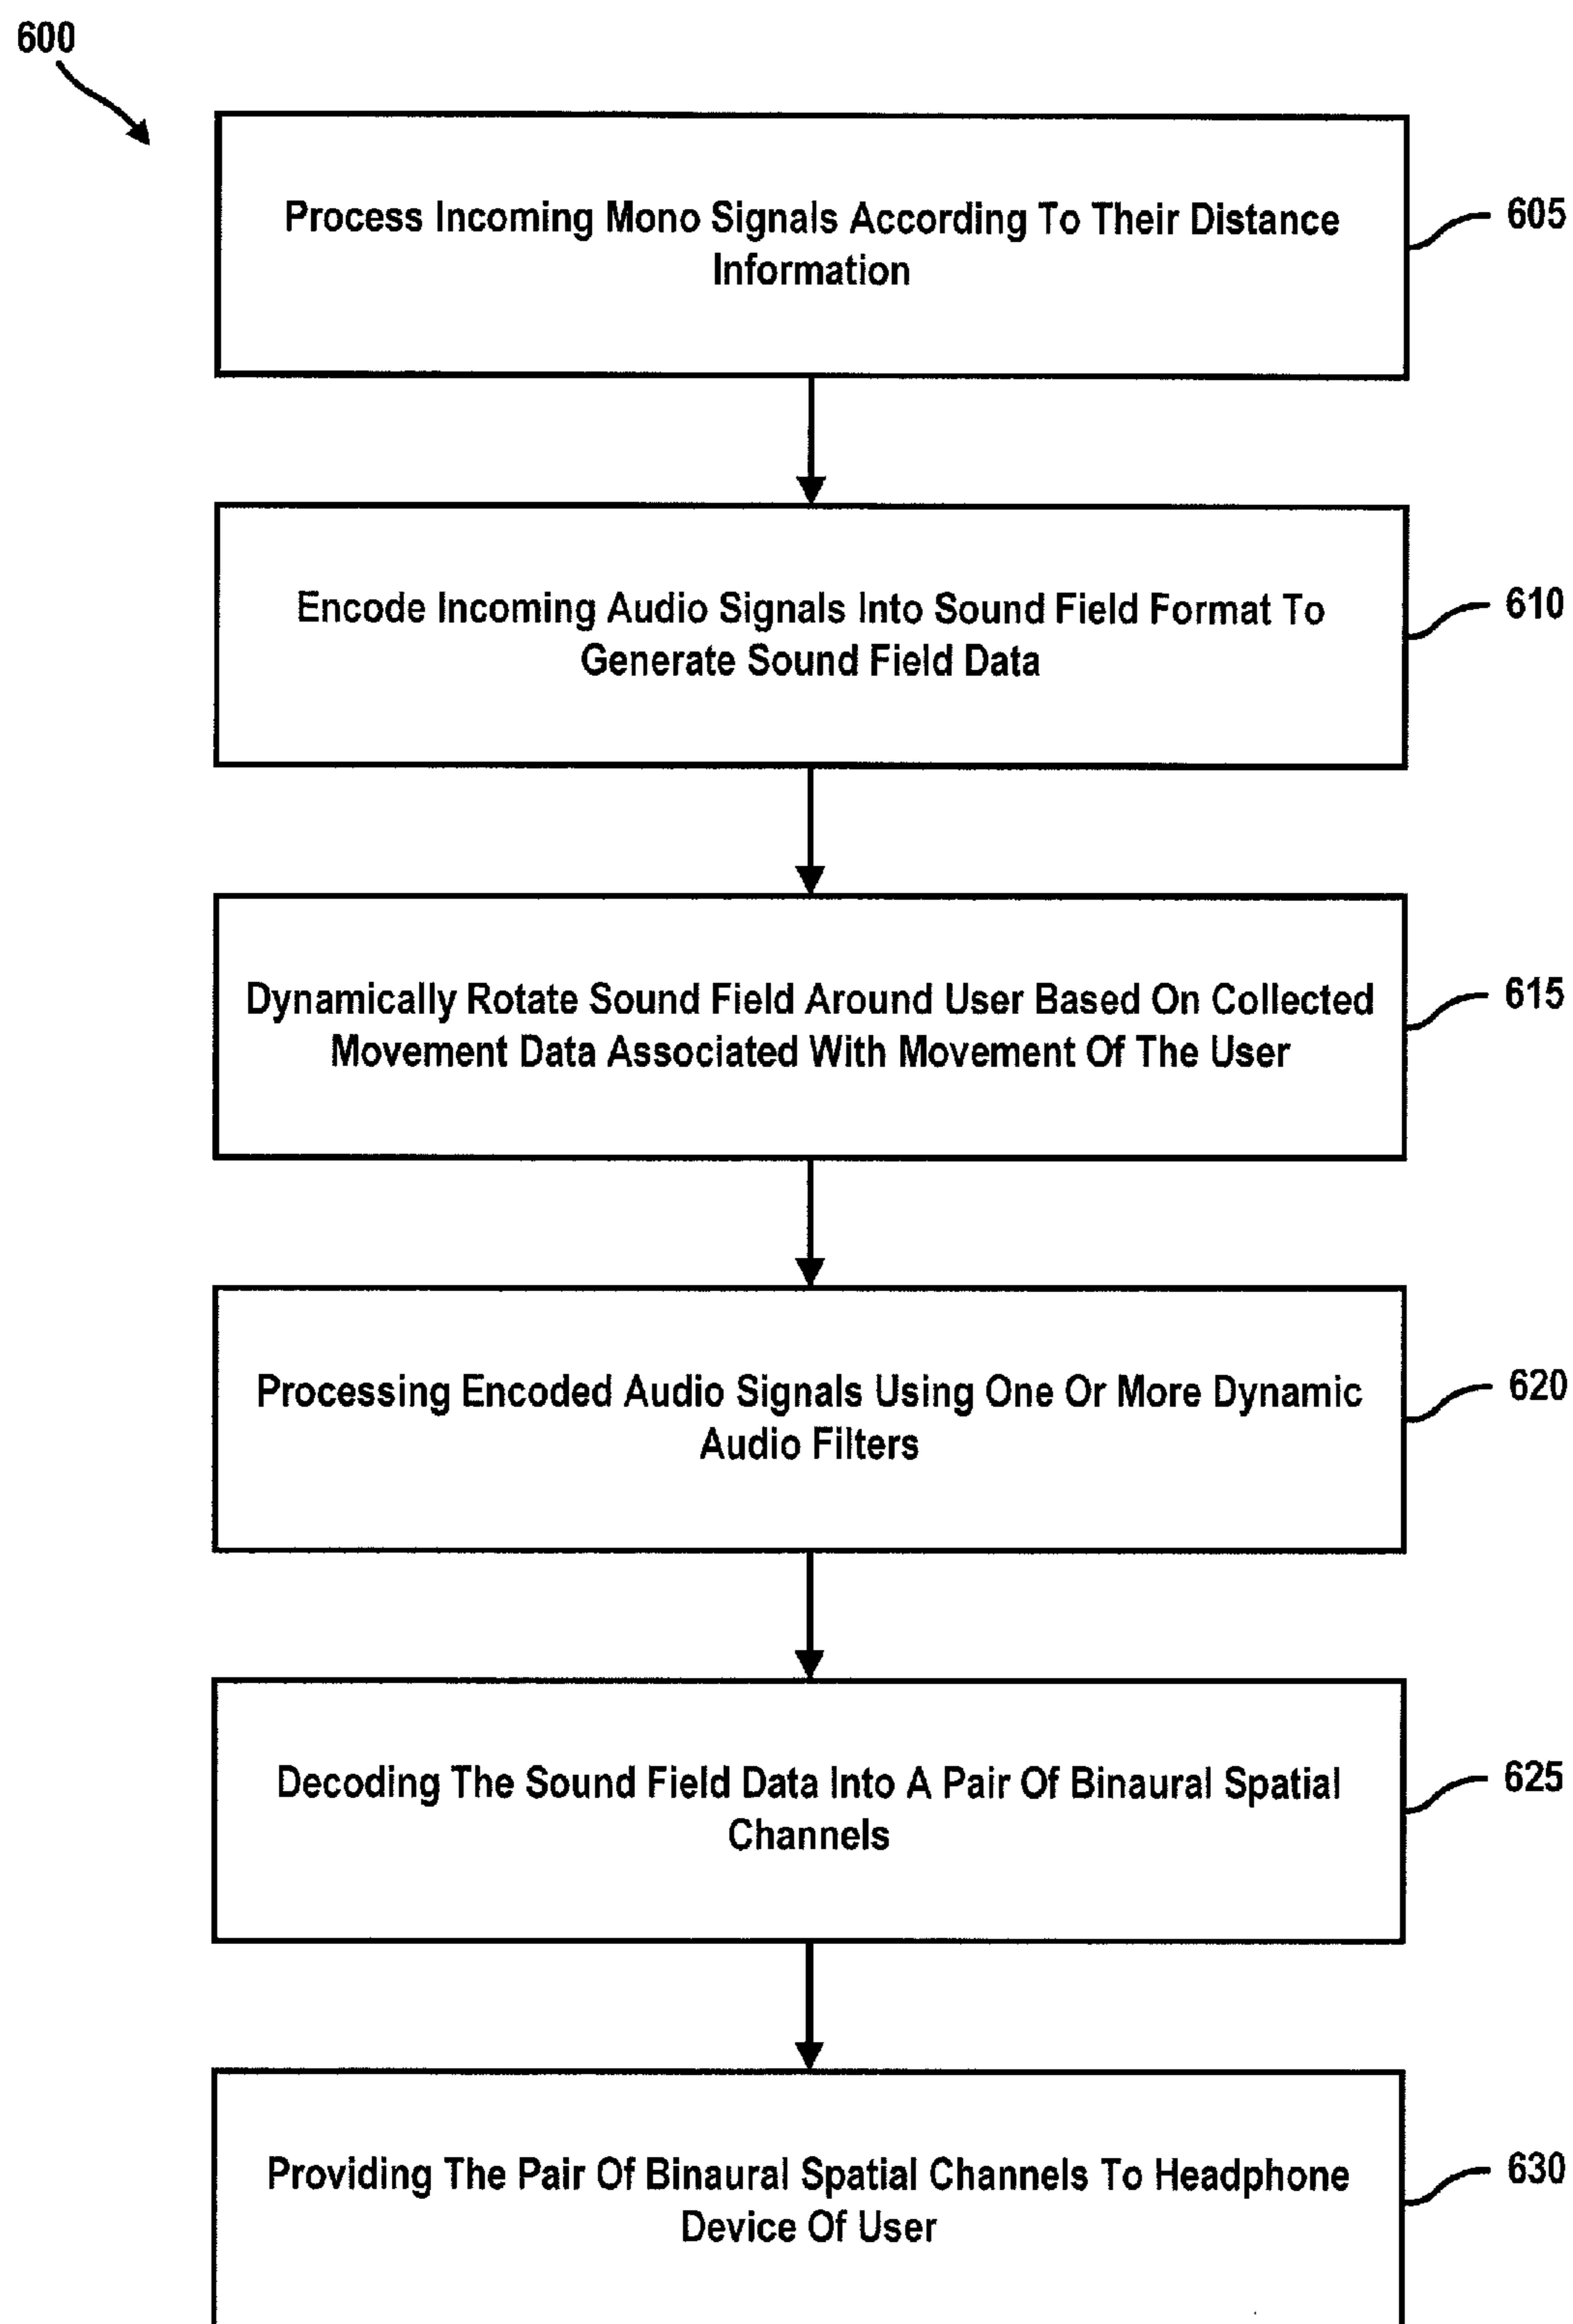 600
Process Incoming Mono Signals According To Their Distance
Information
605
Encode Incoming Audio Signals Into Sound Field Format To
Generate Sound Field Data
610
Dynamically Rotate Sound Field Around User Based On Collected
Movement Data Associated With Movement Of The User
615
Processing Encoded Audio Signals Using One Or More Dynamic
Audio Filters
620
Decoding The Sound Field Data Into A Pair Of Binaural Spatial
Channels
625
Providing The Pair Of Binaural Spatial Channels To Headphone
Device Of User
630